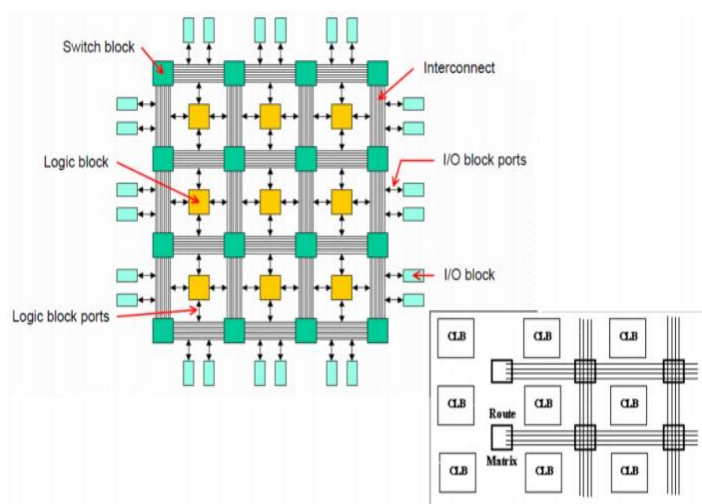 Switch block
Interconnect
Logic block
I/O block ports
I/O block
Logic block ports
CLB CLB CLB
CLB CLB CLB
Route
Matrix
CLB CLB CLB